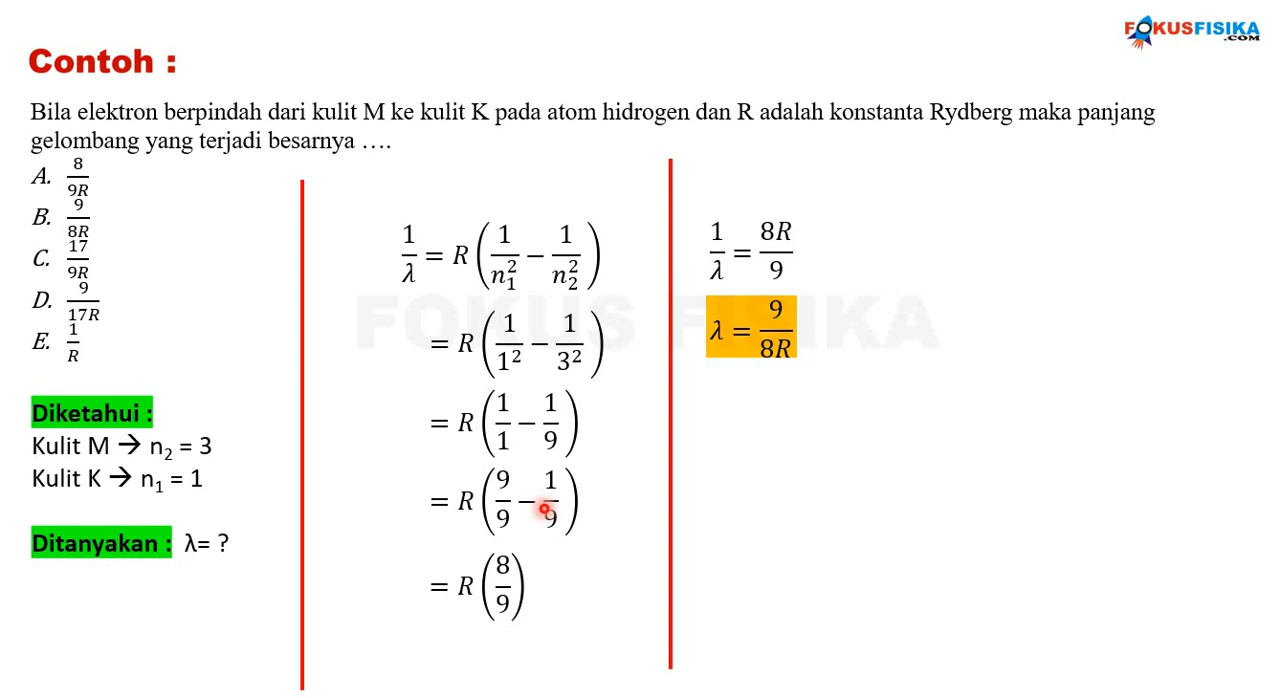 FOKUSFISIKA
.COM
Contoh :
Bila elektron berpindah dari kulit M ke kulit K pada atom hidrogen dan R adalah konstanta Rydberg maka panjang
gelombang yang terjadi besarnya ….
A. 8/9R
B. 9/8R
C. 17/9R
D. 9/17R
E. 1/R
Diketahui :
Kulit M → n₂ = 3
Kulit K → n₁ = 1
Ditanyakan : λ= ?
1/λ = R(1/n₁² − 1/n₂²)
= R(1/1² − 1/3²)
= R(1/1 − 1/9)
= R(9/9 − 1/9)
= R(8/9)
1/λ = 8R/9
λ = 9/8R
FOKUS FISIKA